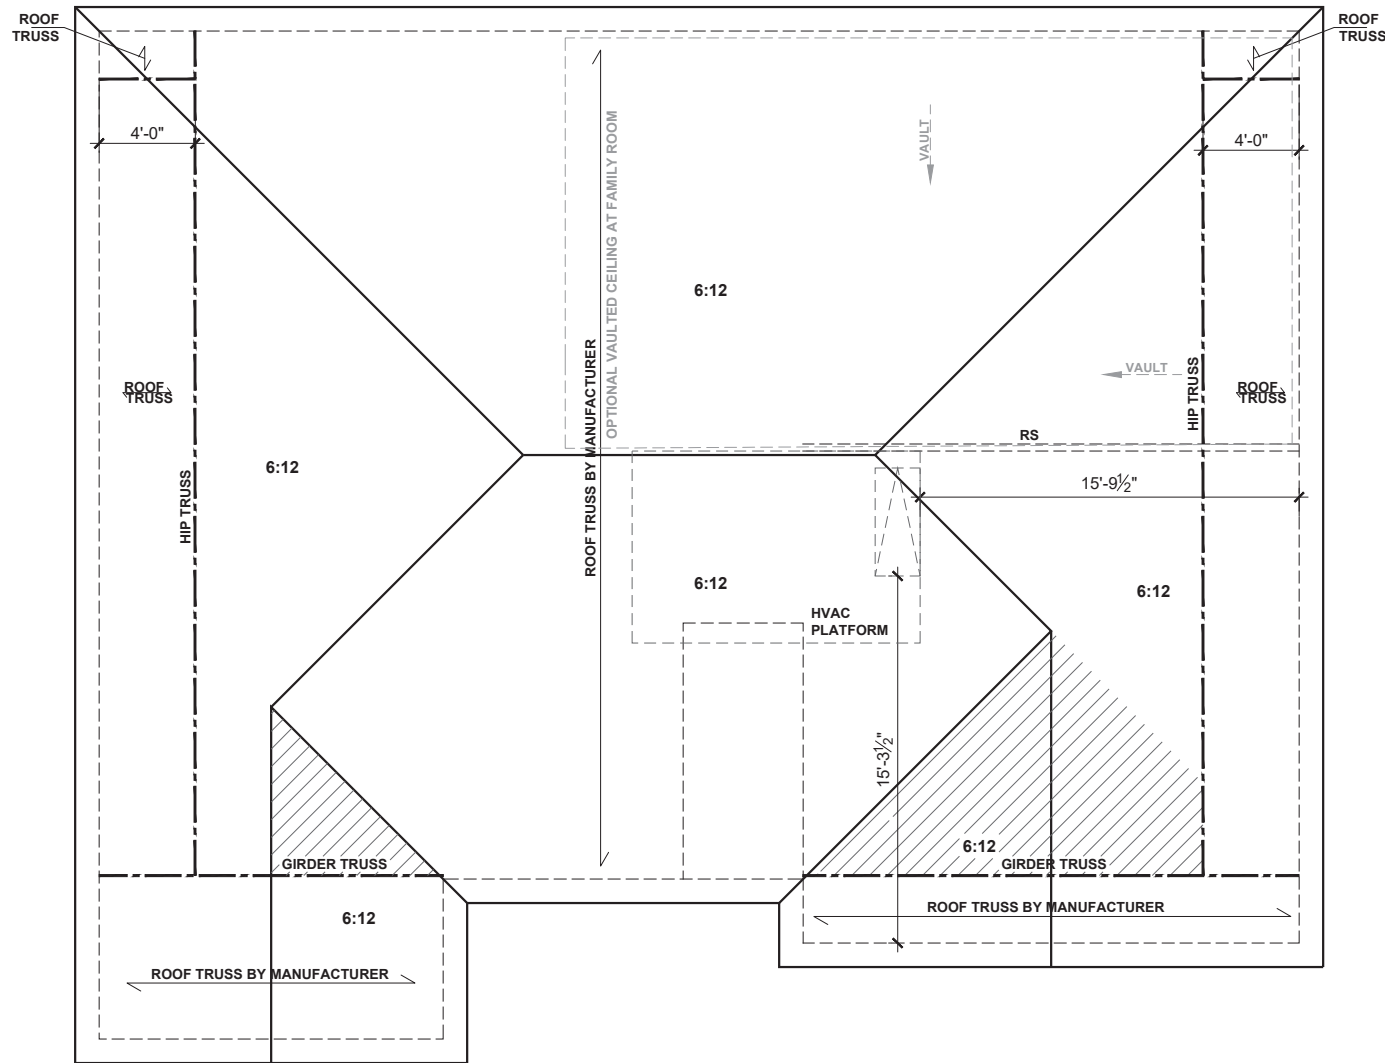 ROOF
TRUSS
ROOF
TRUSS
4'-0"
4'-0"
OPTIONAL VAULTED CEILING AT FAMILY ROOM
VAULT
6:12
ROOF TRUSS BY MANUFACTURER
VAULT
HIP TRUSS
ROOF
TRUSS
ROOF
TRUSS
RS
6:12
HIP TRUSS
15'-9½"
6:12
6:12
HVAC
PLATFORM
15'-3½"
6:12
GIRDER TRUSS
GIRDER TRUSS
6:12
ROOF TRUSS BY MANUFACTURER
ROOF TRUSS BY MANUFACTURER